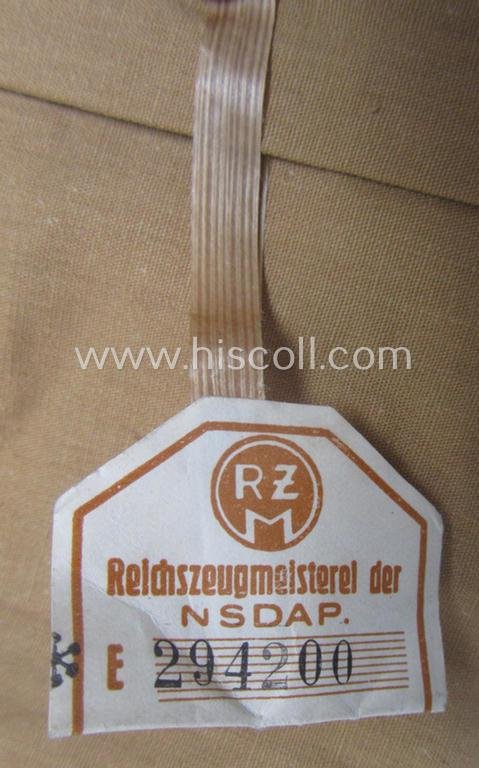 www.hiscoll.com
RZM
Reichszeugmeisterei der
NSDAP.
E 294200